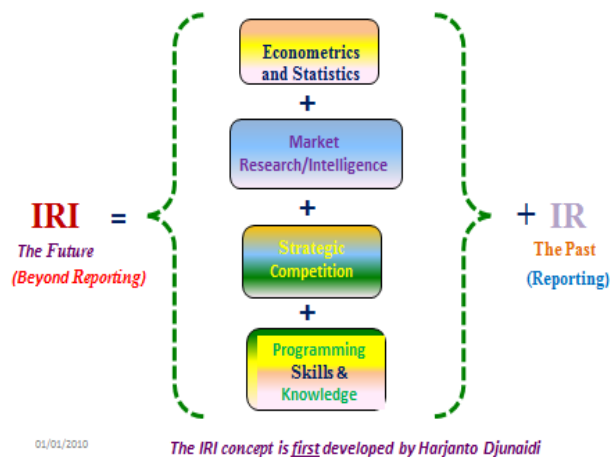 Econometrics
and Statistics
+
Market
Research/Intelligence
+
IRI =
The Future
(Beyond Reporting)
Strategic
Competition
+ IR
The Past
(Reporting)
+
Programming
Skills &
Knowledge
01/01/2010
The IRI concept is first developed by Harjanto Djunaidi